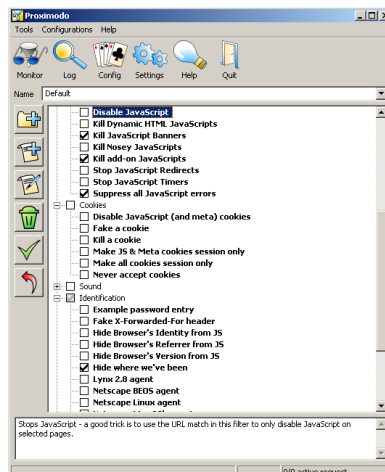 Proximodo
Tools Configurations Help
Monitor Log Config Settings Help Quit
Name Default
Disable JavaScript
Kill Dynamic HTML JavaScripts
Kill JavaScript Banners
Kill Nosey JavaScripts
Kill add-on JavaScripts
Stop JavaScript Redirects
Stop JavaScript Timers
Suppress all JavaScript errors
Cookies
Disable JavaScript (and meta) cookies
Fake a cookie
Kill a cookie
Make JS & Meta cookies session only
Make all cookies session only
Never accept cookies
Sound
Identification
Example password entry
Fake X-Forwarded-For header
Hide Browser's Identity from JS
Hide Browser's Referrer from JS
Hide Browser's Version from JS
Hide where we've been
Lynx 2.8 agent
Netscape BEOS agent
Netscape Linux agent
Stops JavaScript - a good trick is to use the URL match in this filter to only disable JavaScript on
selected pages.
0/0 active request